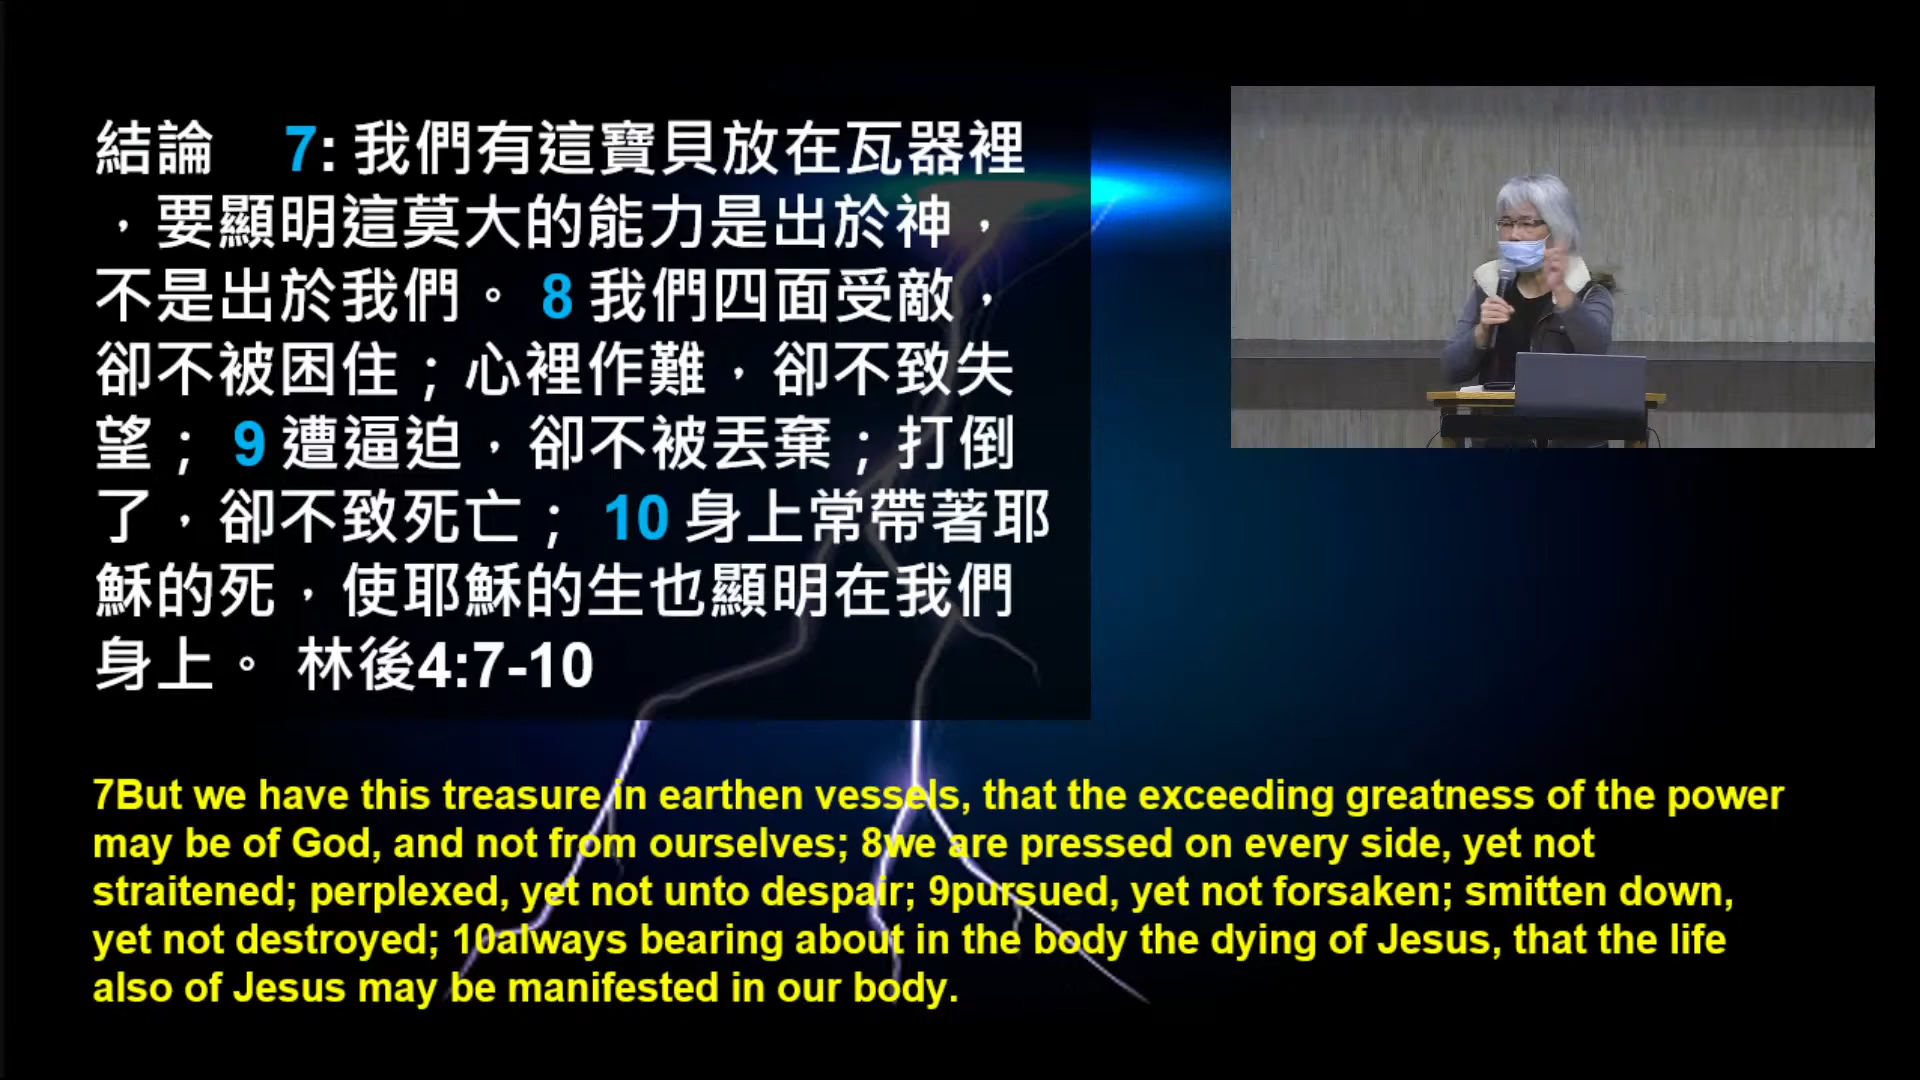 結論 7: 我們有這寶貝放在瓦器裡
，要顯明這莫大的能力是出於神，
不是出於我們。 8 我們四面受敵，
卻不被困住；心裡作難，卻不致失
望； 9 遭逼迫，卻不被丟棄；打倒
了，卻不致死亡； 10 身上常帶著耶
穌的死，使耶穌的生也顯明在我們
身上。 林後4:7-10
7But we have this treasure in earthen vessels, that the exceeding greatness of the power
may be of God, and not from ourselves; 8we are pressed on every side, yet not
straitened; perplexed, yet not unto despair; 9pursued, yet not forsaken; smitten down,
yet not destroyed; 10always bearing about in the body the dying of Jesus, that the life
also of Jesus may be manifested in our body.